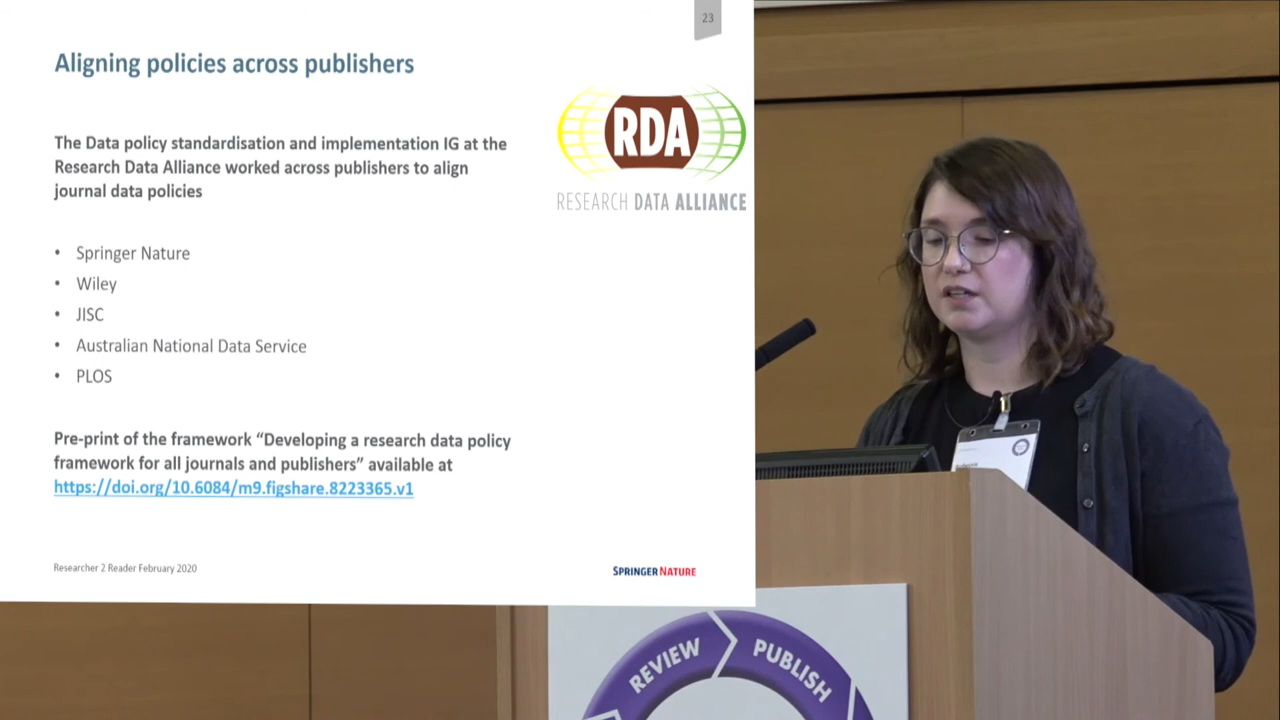 23
Aligning policies across publishers
RDA
RESEARCH DATA ALLIANCE
The Data policy standardisation and implementation IG at the
Research Data Alliance worked across publishers to align
journal data policies
• Springer Nature
• Wiley
• JISC
• Australian National Data Service
• PLOS
Pre-print of the framework “Developing a research data policy
framework for all journals and publishers” available at
https://doi.org/10.6084/m9.figshare.8223365.v1
Researcher 2 Reader February 2020
SPRINGER NATURE
REVIEW
PUBLISH